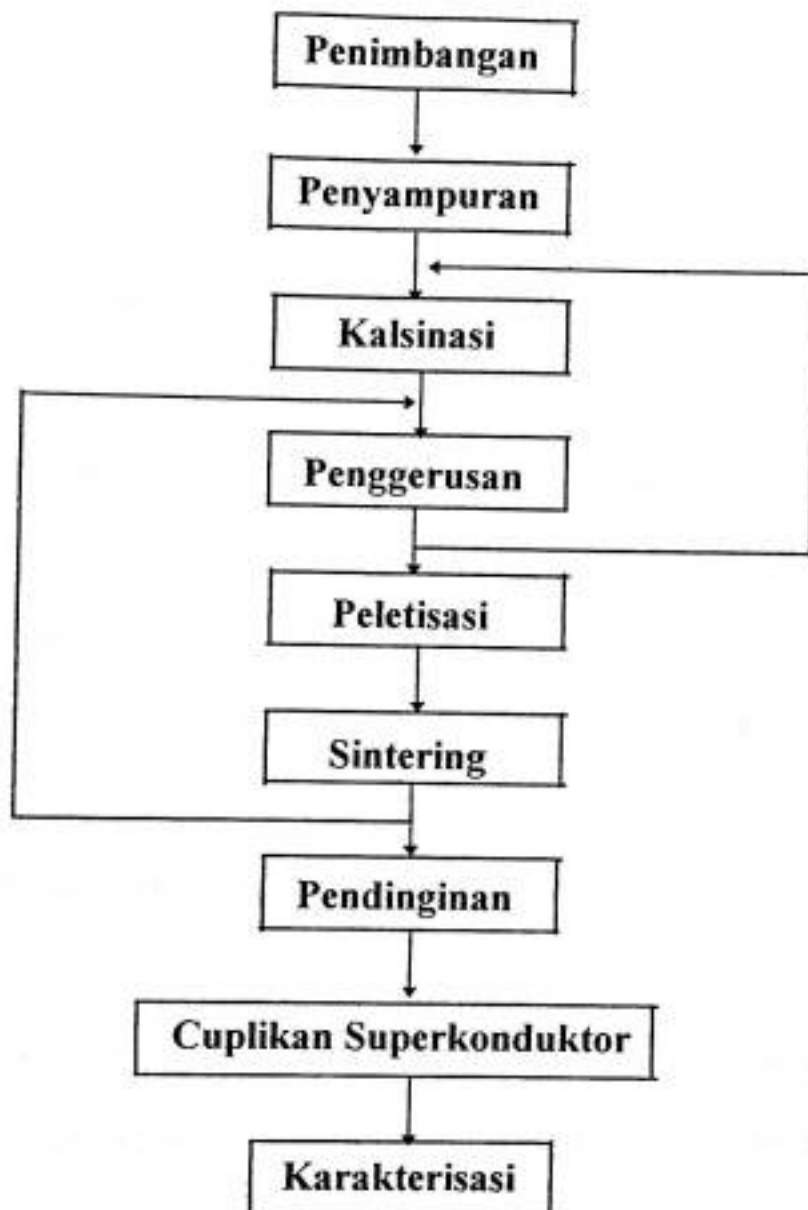 Penimbangan
Penyampuran
Kalsinasi
Penggerusan
Peletisasi
Sintering
Pendinginan
Cuplikan Superkonduktor
Karakterisasi